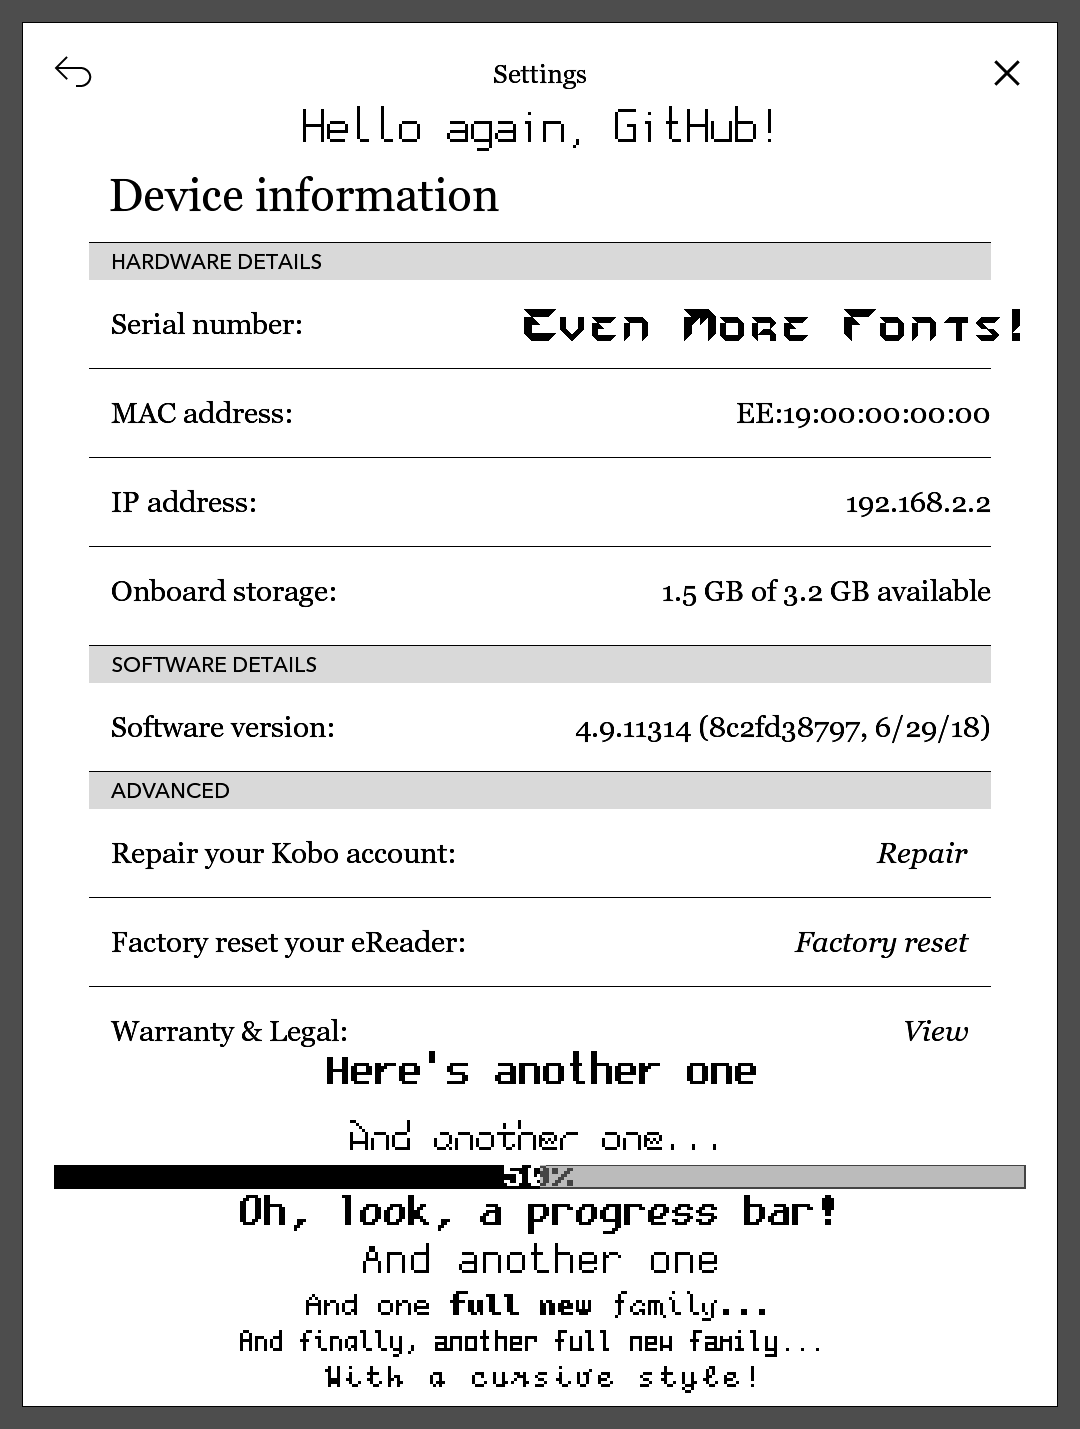 Settings
Hello again, GitHub!
Device information
HARDWARE DETAILS
Serial number: Even More Fonts!
MAC address: EE:19:00:00:00:00
IP address: 192.168.2.2
Onboard storage: 1.5 GB of 3.2 GB available
SOFTWARE DETAILS
Software version: 4.9.11314 (8c2fd38797, 6/29/18)
ADVANCED
Repair your Kobo account: Repair
Factory reset your eReader: Factory reset
Warranty & Legal: View
Here's another one
And another one...
50%
Oh, look, a progress bar!
And another one
And one full new family...
And finally, another full new family...
With a cursive style!